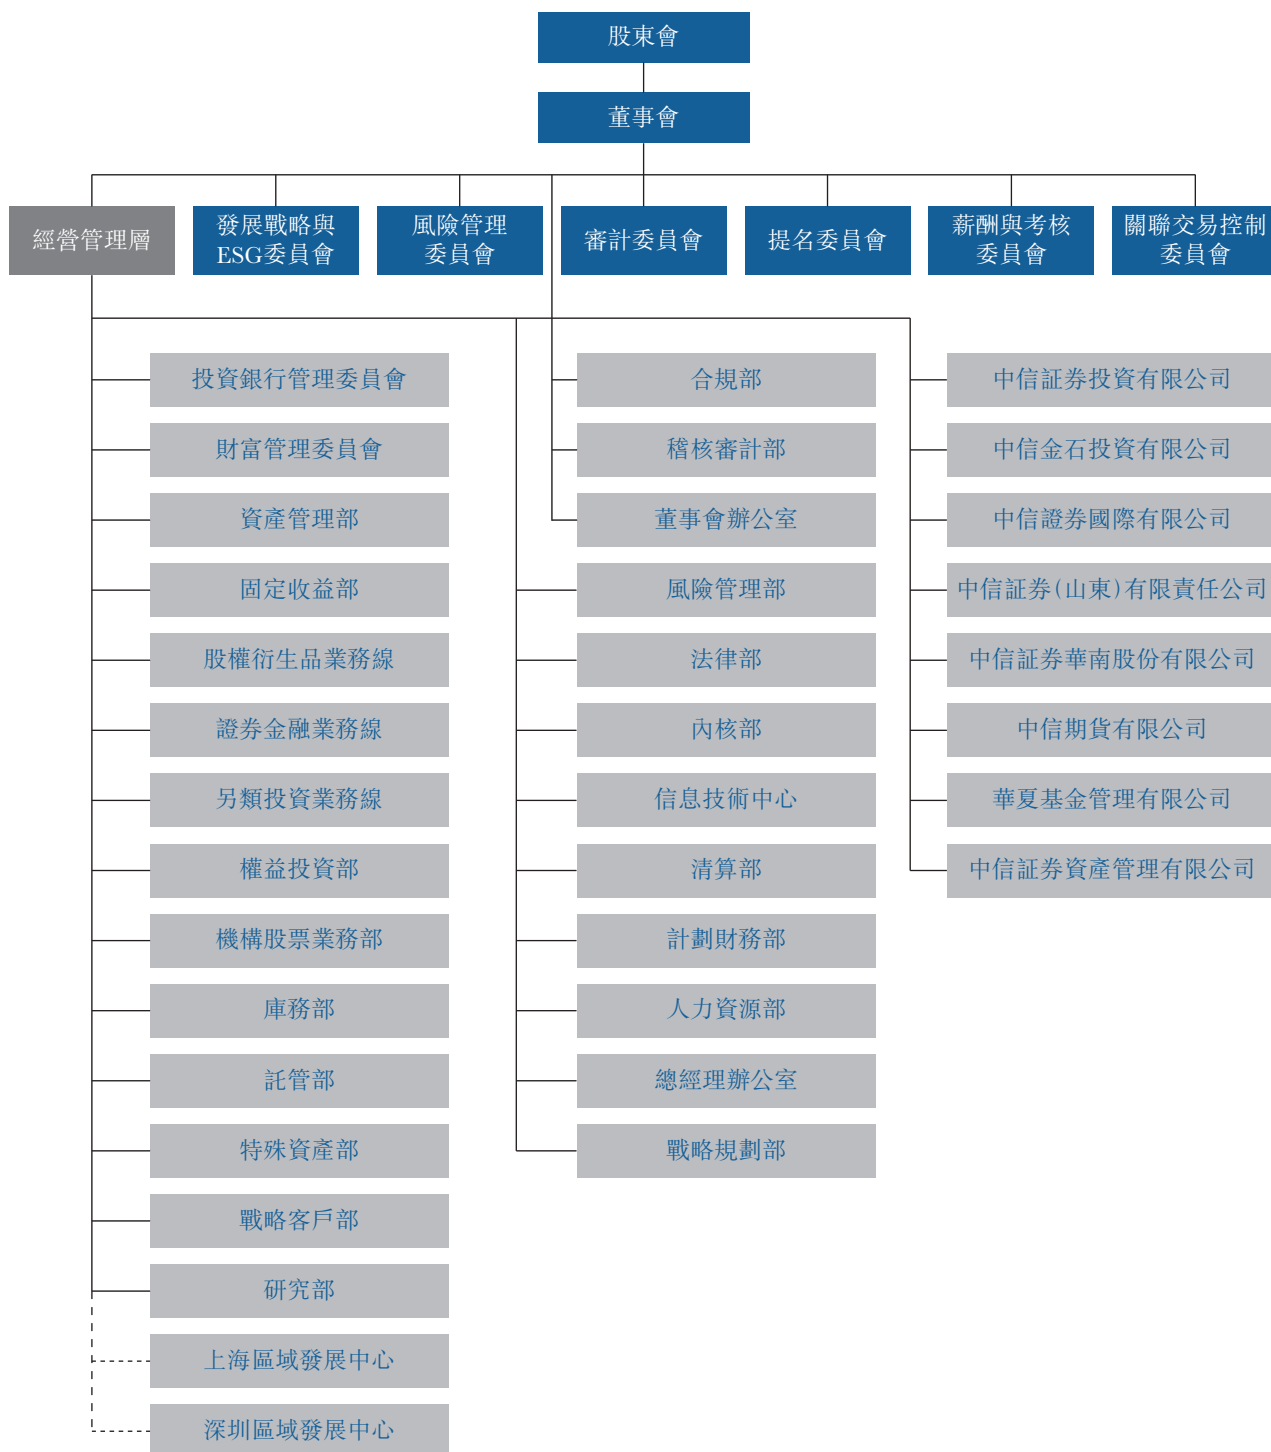 股東會
董事會
經營管理層
發展戰略與
ESG委員會
風險管理
委員會
審計委員會
提名委員會
薪酬與考核
委員會
關聯交易控制
委員會
投資銀行管理委員會
財富管理委員會
資產管理部
固定收益部
股權衍生品業務線
證券金融業務線
另類投資業務線
權益投資部
機構股票業務部
庫務部
託管部
特殊資產部
戰略客戶部
研究部
上海區域發展中心
深圳區域發展中心
合規部
稽核審計部
董事會辦公室
風險管理部
法律部
內核部
信息技術中心
清算部
計劃財務部
人力資源部
總經理辦公室
戰略規劃部
中信証券投資有限公司
中信金石投資有限公司
中信證券國際有限公司
中信証券(山東)有限責任公司
中信証券華南股份有限公司
中信期貨有限公司
華夏基金管理有限公司
中信証券資產管理有限公司